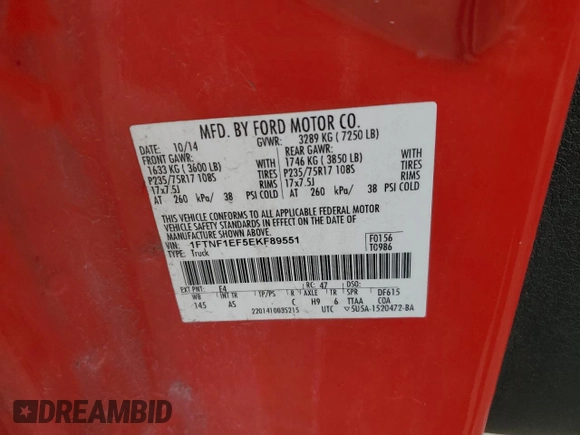 MFD. BY FORD MOTOR CO.
DATE: 10/14 GVWR: 3289 KG ( 7250 LB)
FRONT GAWR: REAR GAWR:
1633 KG ( 3600 LB) WITH 1746 KG ( 3850 LB) WITH
P235/75R17 108S TIRES P235/75R17 108S TIRES
17x7.5J RIMS 17x7.5J RIMS
AT 260 kPa/ 38 PSI COLD AT 260 kPa/ 38 PSI COLD
THIS VEHICLE CONFORMS TO ALL APPLICABLE FEDERAL MOTOR
VEHICLE SAFETY STANDARDS IN EFFECT ON THE DATE OF
MANUFACTURE SHOWN ABOVE.
VIN: 1FTNF1EF5EKF89551 F0156
TYPE: Truck T0986
EXT PNT: F4 RC: 47 DSO:
WB INT TR TP/PS R AXLE TR SPR DF615
145 AS C H9 6 TTAA COA
2201410035215 UTC ▽5U5A-1520472-BA
DREAMBID